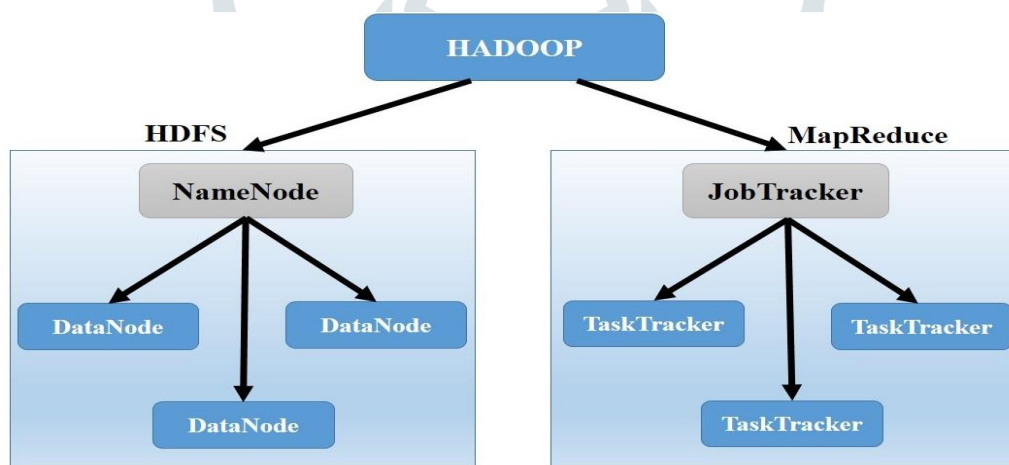 HADOOP
HDFS
MapReduce
NameNode
JobTracker
DataNode
DataNode
TaskTracker
TaskTracker
DataNode
TaskTracker